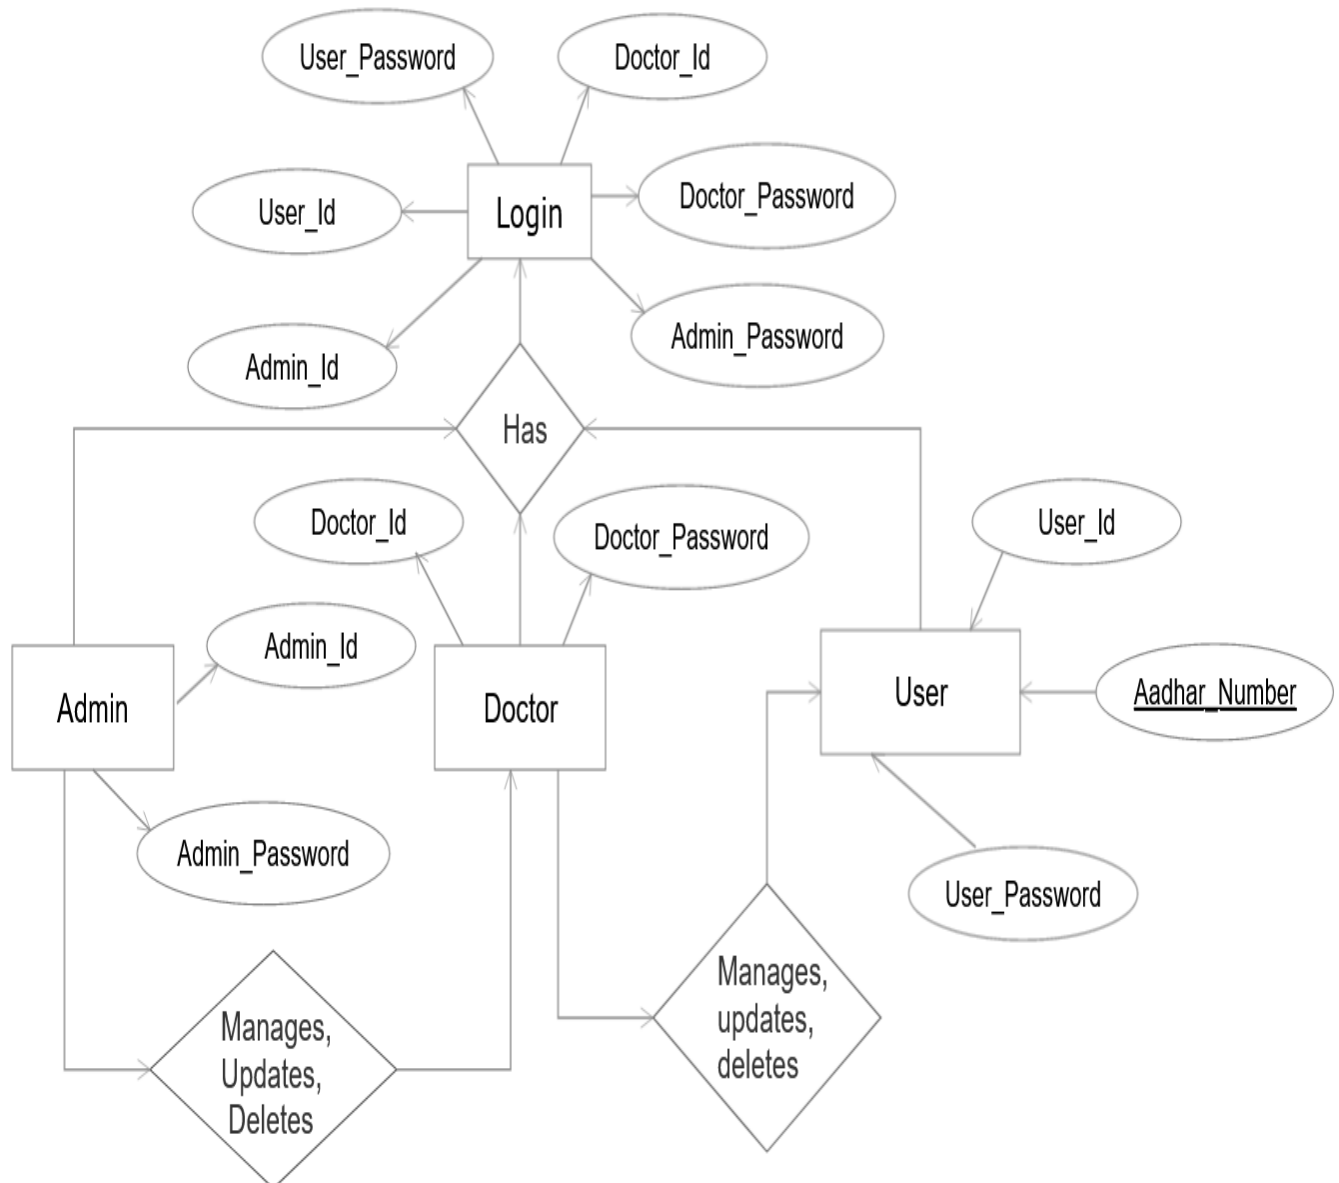 User_Password
Doctor_Id
Doctor_Password
User_Id
Login
Admin_Password
Admin_Id
Has
Doctor_Id
Doctor_Password
User_Id
Admin_Id
Admin
Doctor
User
Aadhar_Number
Admin_Password
User_Password
Manages,
updates,
deletes
Manages,
Updates,
Deletes